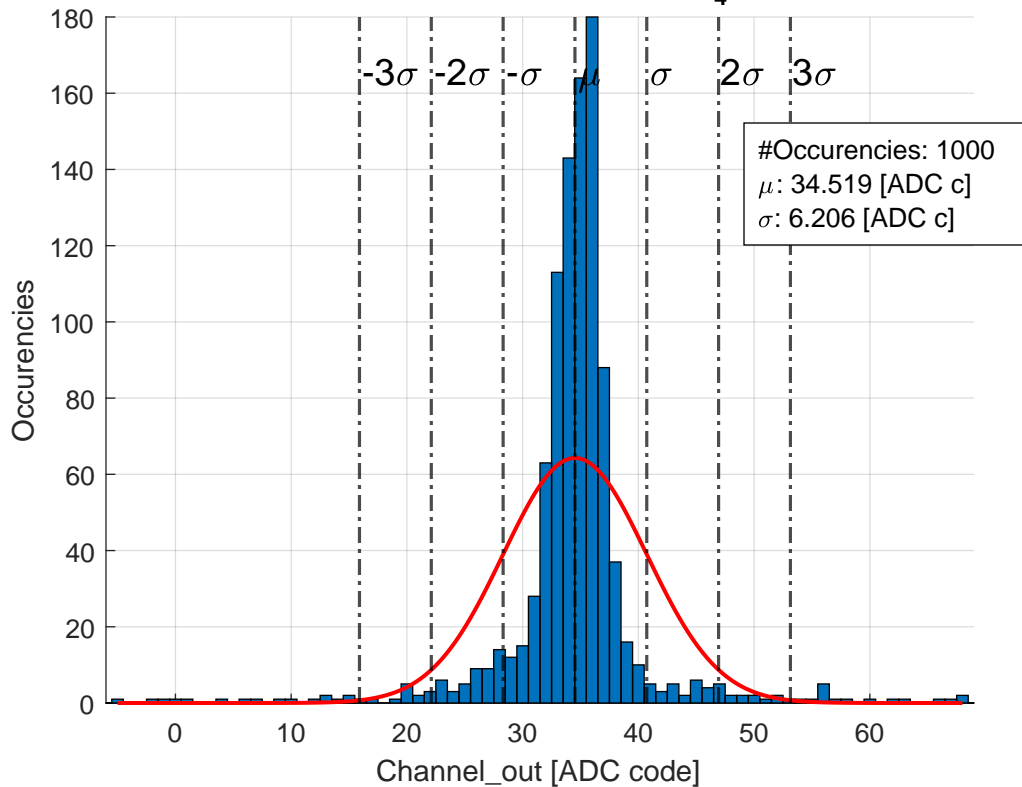 4
180
160
140
120
100
80
60
40
20
0
Occurencies
-3σ
-2σ
-σ
μ
σ
2σ
3σ
#Occurencies: 1000
μ: 34.519 [ADC c]
σ: 6.206 [ADC c]
0
10
20
30
40
50
60
Channel_out [ADC code]